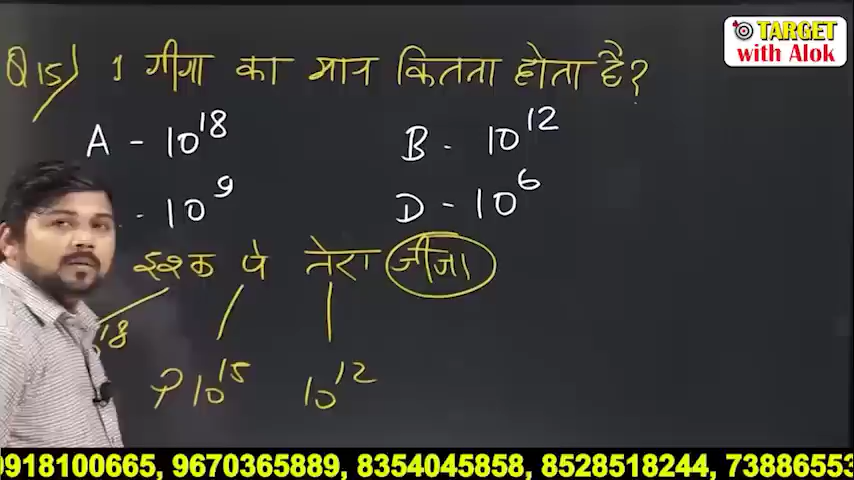 TARGET
with Alok
Q15) 1 गीगा का मान कितना होता है?
A - 10^18 B - 10^12
- 10^9 D - 10^6
इश्क पे तेरा जीजा
18
P 10^15 10^12
0918100665, 9670365889, 8354045858, 8528518244, 73886553